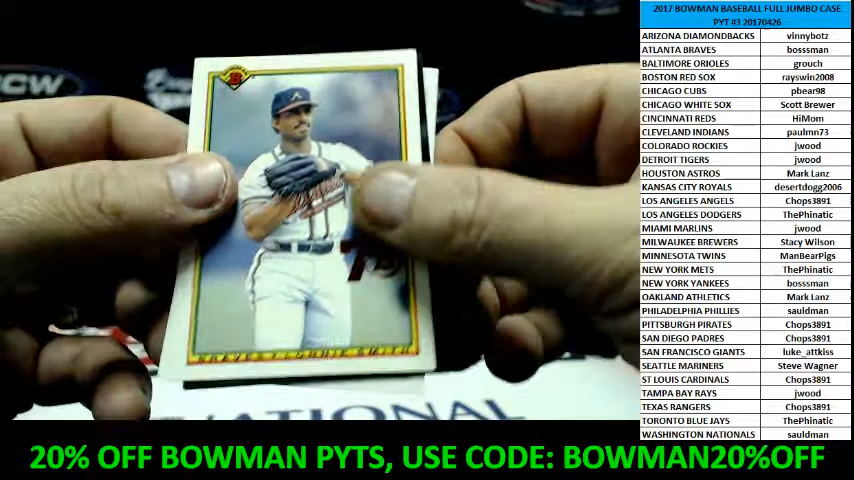 2017 BOWMAN BASEBALL FULL JUMBO CASE
PYT #3 20170426
ARIZONA DIAMONDBACKS vinnybotz
ATLANTA BRAVES bosssman
BALTIMORE ORIOLES grouch
BOSTON RED SOX rayswin2008
CHICAGO CUBS pbear98
CHICAGO WHITE SOX Scott Brewer
CINCINNATI REDS HiMom
CLEVELAND INDIANS paulmn73
COLORADO ROCKIES jwood
DETROIT TIGERS jwood
HOUSTON ASTROS Mark Lanz
KANSAS CITY ROYALS desertdogg2006
LOS ANGELES ANGELS Chops3891
LOS ANGELES DODGERS ThePhinatic
MIAMI MARLINS jwood
MILWAUKEE BREWERS Stacy Wilson
MINNESOTA TWINS ManBearPigs
NEW YORK METS ThePhinatic
NEW YORK YANKEES bosssman
OAKLAND ATHLETICS Mark Lanz
PHILADELPHIA PHILLIES sauldman
PITTSBURGH PIRATES Chops3891
SAN DIEGO PADRES Chops3891
SAN FRANCISCO GIANTS luke_attkiss
SEATTLE MARINERS Steve Wagner
ST LOUIS CARDINALS Chops3891
TAMPA BAY RAYS jwood
TEXAS RANGERS Chops3891
TORONTO BLUE JAYS ThePhinatic
WASHINGTON NATIONALS sauldman
B
BRAVES LONNIE SMITH
NATIONAL
20% OFF BOWMAN PYTS, USE CODE: BOWMAN20%OFF